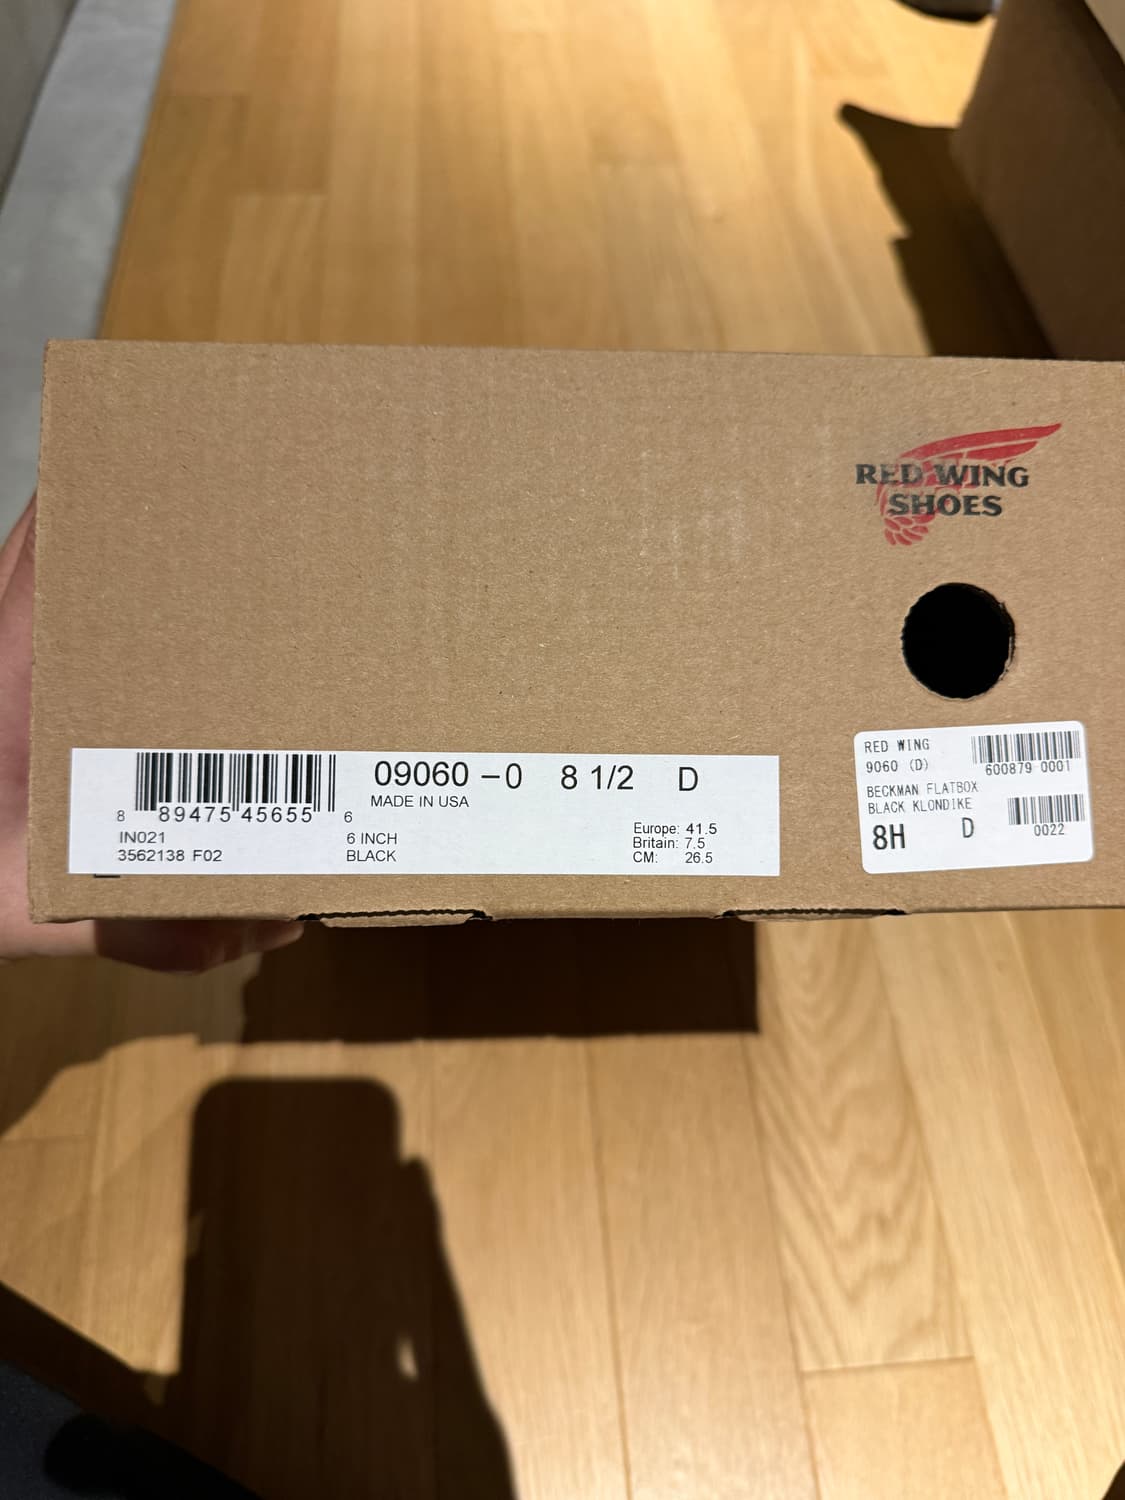 RED WING
SHOES
09060 –0 8 1/2 D
MADE IN USA
8 89475 45655 6
IN021
3562138 F02
6 INCH
BLACK
Europe: 41.5
Britain: 7.5
CM: 26.5
RED WING
9060 (D)
600879 0001
BECKMAN FLATBOX
BLACK KLONDIKE
8H D
0022